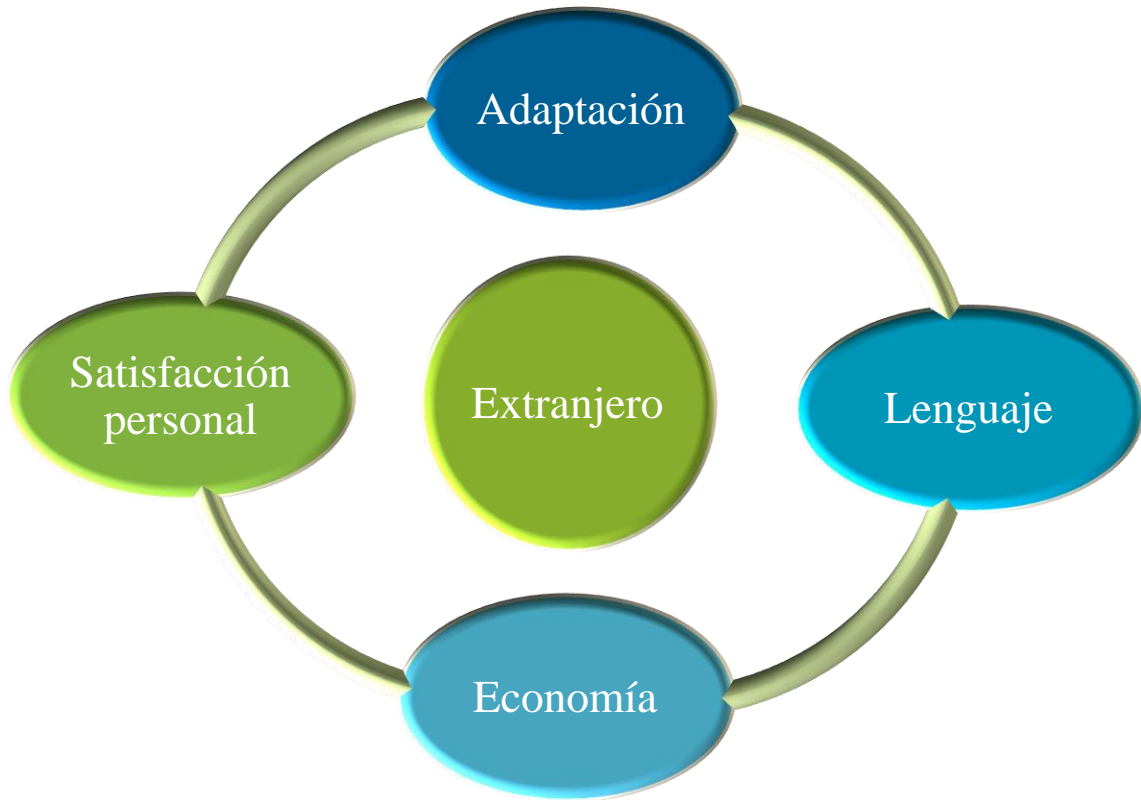 Adaptación
Satisfacción
personal
Extranjero
Lenguaje
Economía